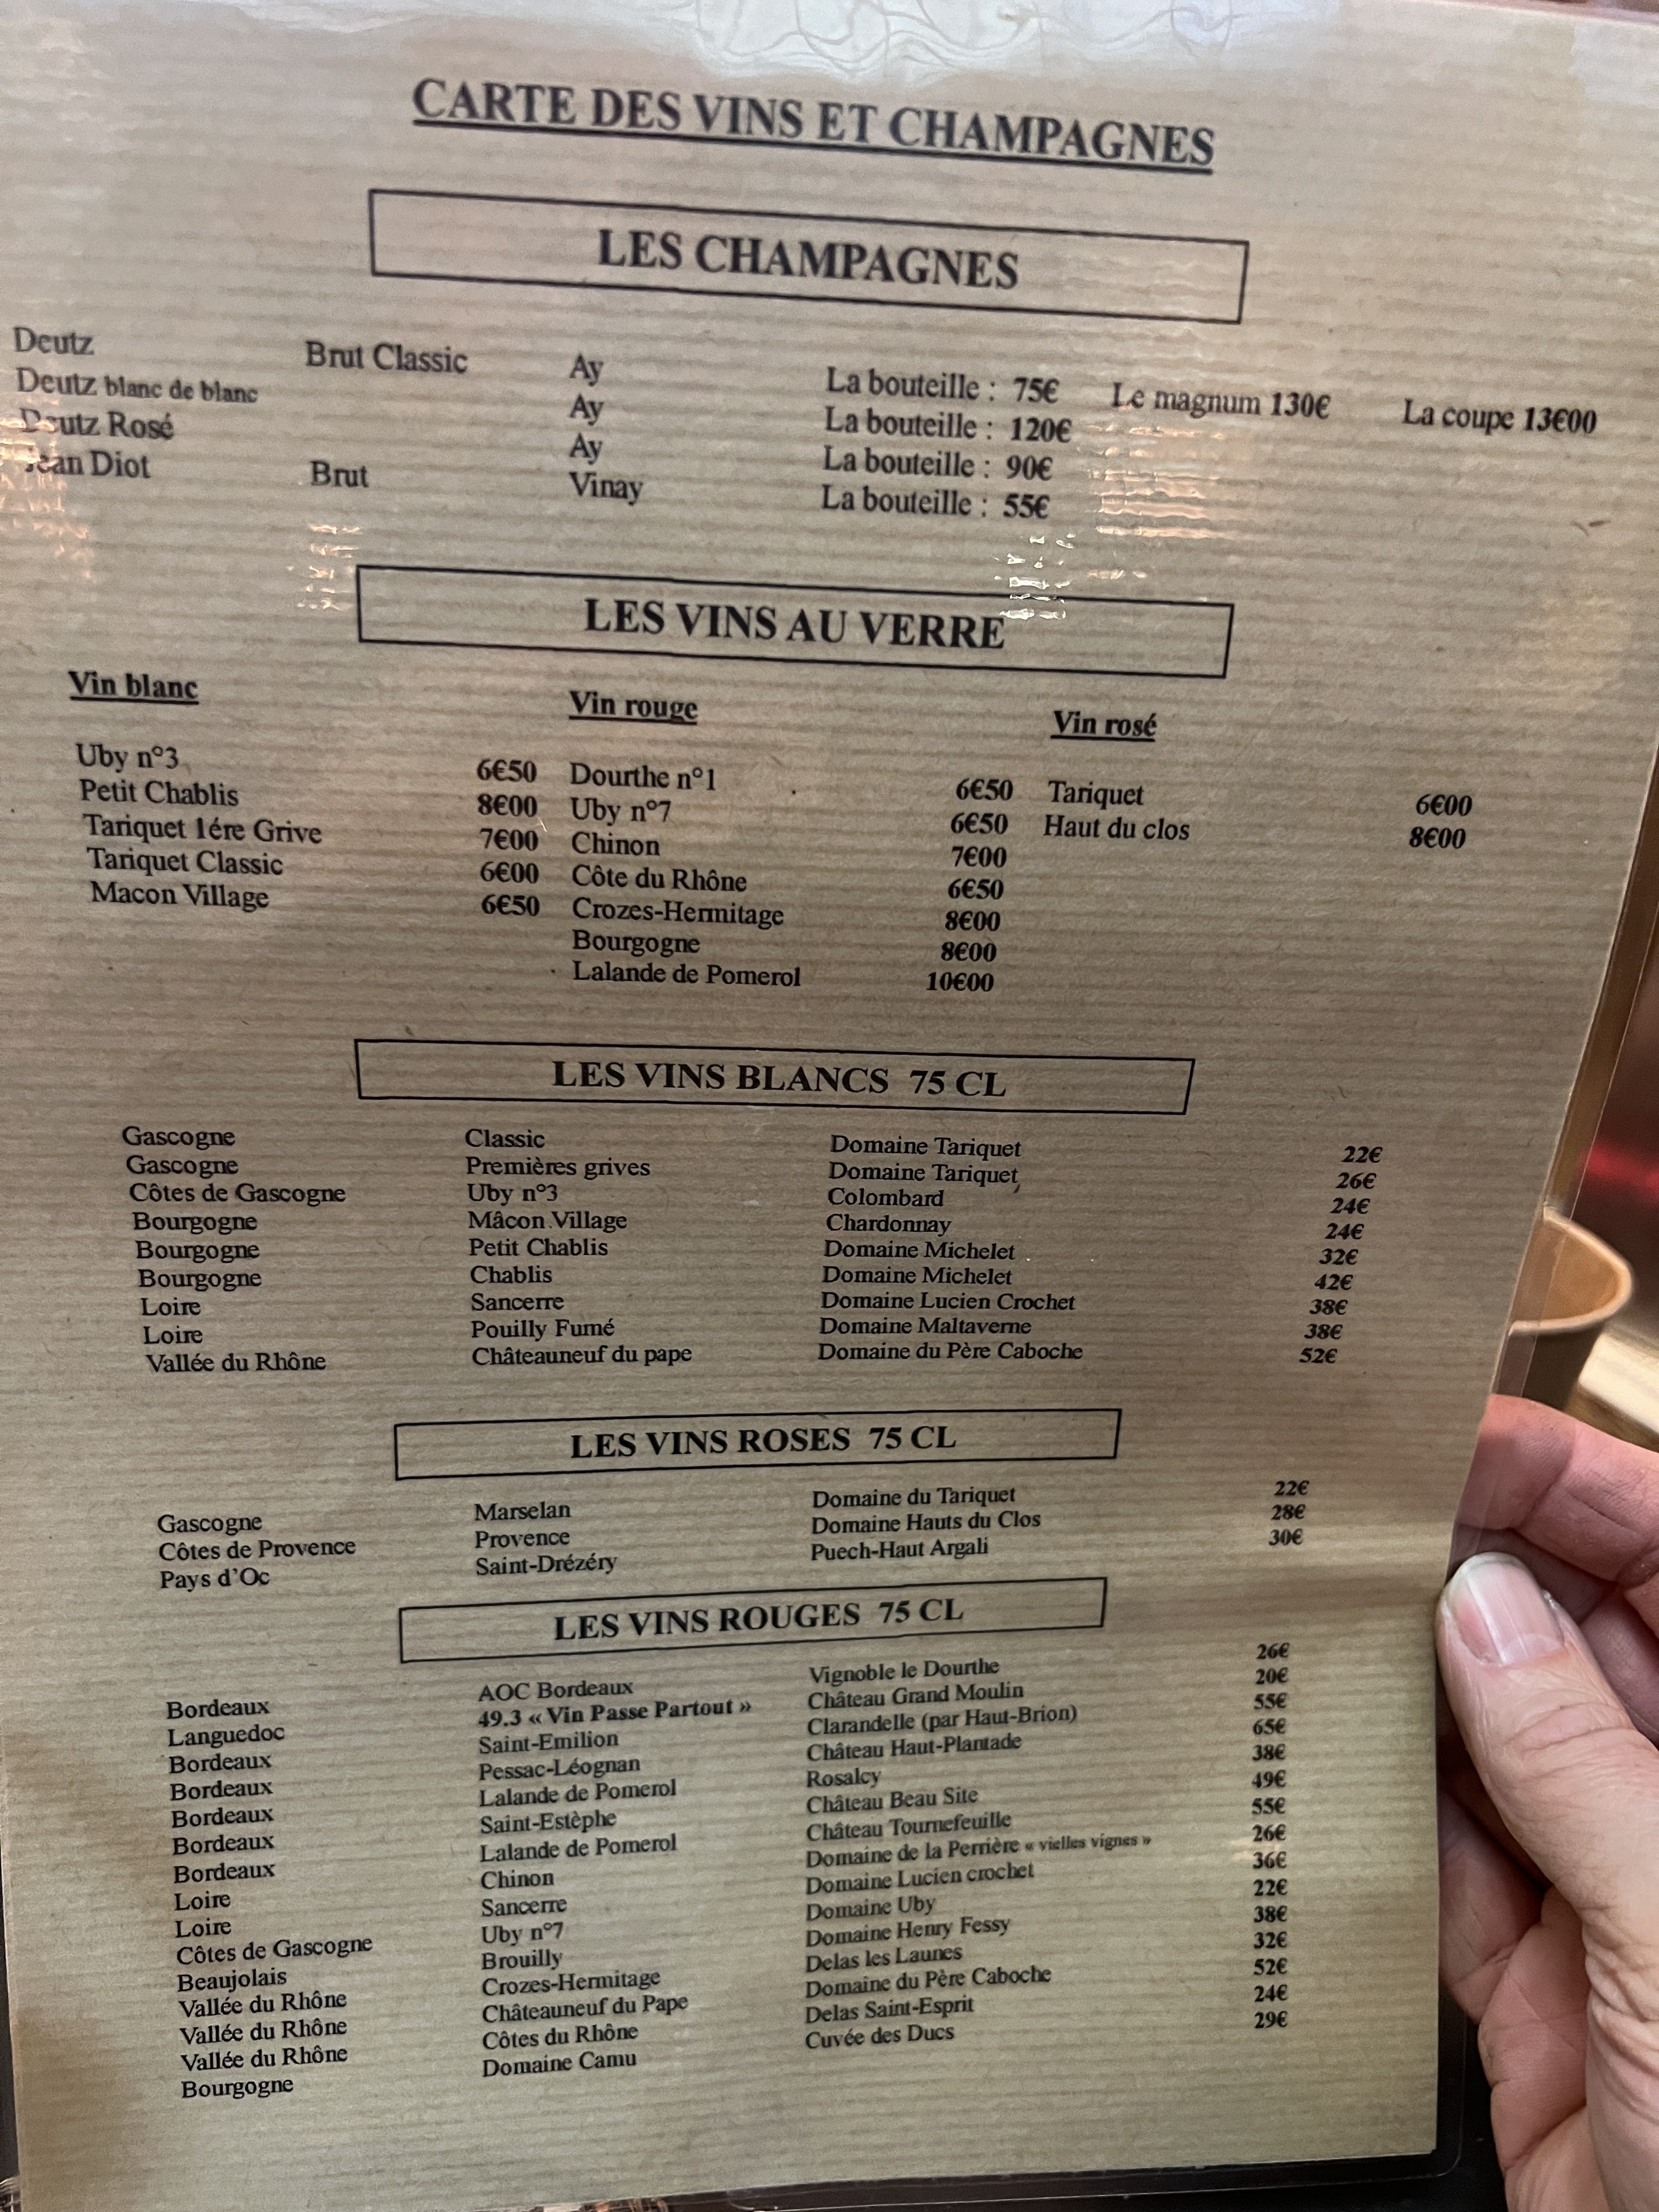 CARTE DES VINS ET CHAMPAGNES
LES CHAMPAGNES
Deutz Brut Classic Ay La bouteille : 75€ Le magnum 130€ La coupe 13€00
Deutz blanc de blanc Ay La bouteille : 120€
Deutz Rosé Ay La bouteille : 90€
Jean Diot Brut Vinay La bouteille : 55€
LES VINS AU VERRE
Vin blanc Vin rouge Vin rosé
Uby n°3 6€50 Dourthe n°1 6€50 Tariquet 6€00
Petit Chablis 8€00 Uby n°7 6€50 Haut du clos 8€00
Tariquet 1ére Grive 7€00 Chinon 7€00
Tariquet Classic 6€00 Côte du Rhône 6€50
Macon Village 6€50 Crozes-Hermitage 8€00
Bourgogne 8€00
Lalande de Pomerol 10€00
LES VINS BLANCS 75 CL
Gascogne Classic Domaine Tariquet 22€
Gascogne Premières grives Domaine Tariquet 26€
Côtes de Gascogne Uby n°3 Colombard 24€
Bourgogne Mâcon Village Chardonnay 24€
Bourgogne Petit Chablis Domaine Michelet 32€
Bourgogne Chablis Domaine Michelet 42€
Loire Sancerre Domaine Lucien Crochet 38€
Loire Pouilly Fumé Domaine Maltaverne 38€
Vallée du Rhône Châteauneuf du pape Domaine du Père Caboche 52€
LES VINS ROSES 75 CL
Gascogne Marselan Domaine du Tariquet 22€
Côtes de Provence Provence Domaine Hauts du Clos 28€
Pays d'Oc Saint-Drézéry Puech-Haut Argali 30€
LES VINS ROUGES 75 CL
Bordeaux AOC Bordeaux Vignoble le Dourthe 26€
Languedoc 49.3 « Vin Passe Partout » Château Grand Moulin 20€
Bordeaux Saint-Emilion Clarandelle (par Haut-Brion) 55€
Bordeaux Pessac-Léognan Château Haut-Plantade 65€
Bordeaux Lalande de Pomerol Rosalcy 38€
Bordeaux Saint-Estèphe Château Beau Site 49€
Bordeaux Lalande de Pomerol Château Tournefeuille 55€
Loire Chinon Domaine de la Perrière « vielles vignes » 26€
Loire Sancerre Domaine Lucien crochet 36€
Côtes de Gascogne Uby n°7 Domaine Uby 22€
Beaujolais Brouilly Domaine Henry Fessy 38€
Vallée du Rhône Crozes-Hermitage Delas les Launes 32€
Vallée du Rhône Châteauneuf du Pape Domaine du Père Caboche 52€
Vallée du Rhône Côtes du Rhône Delas Saint-Esprit 24€
Bourgogne Domaine Camu Cuvée des Ducs 29€